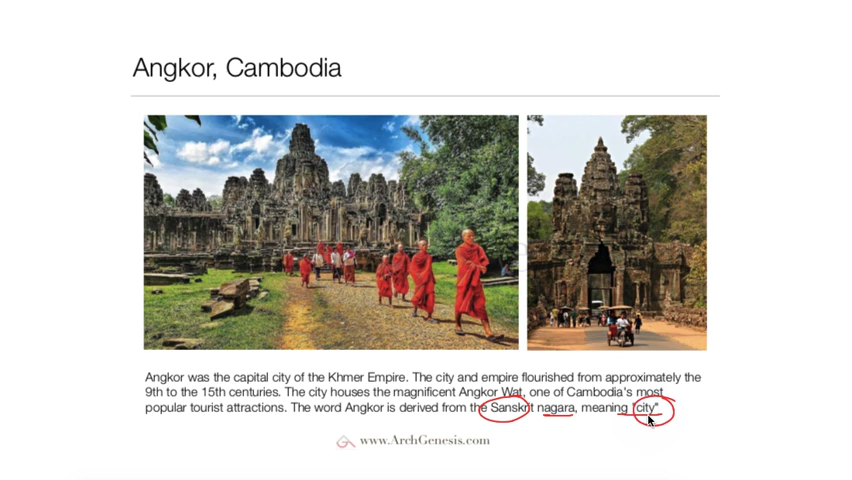 Angkor, Cambodia
Angkor was the capital city of the Khmer Empire. The city and empire flourished from approximately the
9th to the 15th centuries. The city houses the magnificent Angkor Wat, one of Cambodia's most
popular tourist attractions. The word Angkor is derived from the Sanskrit nagara, meaning "city"
www.ArchGenesis.com